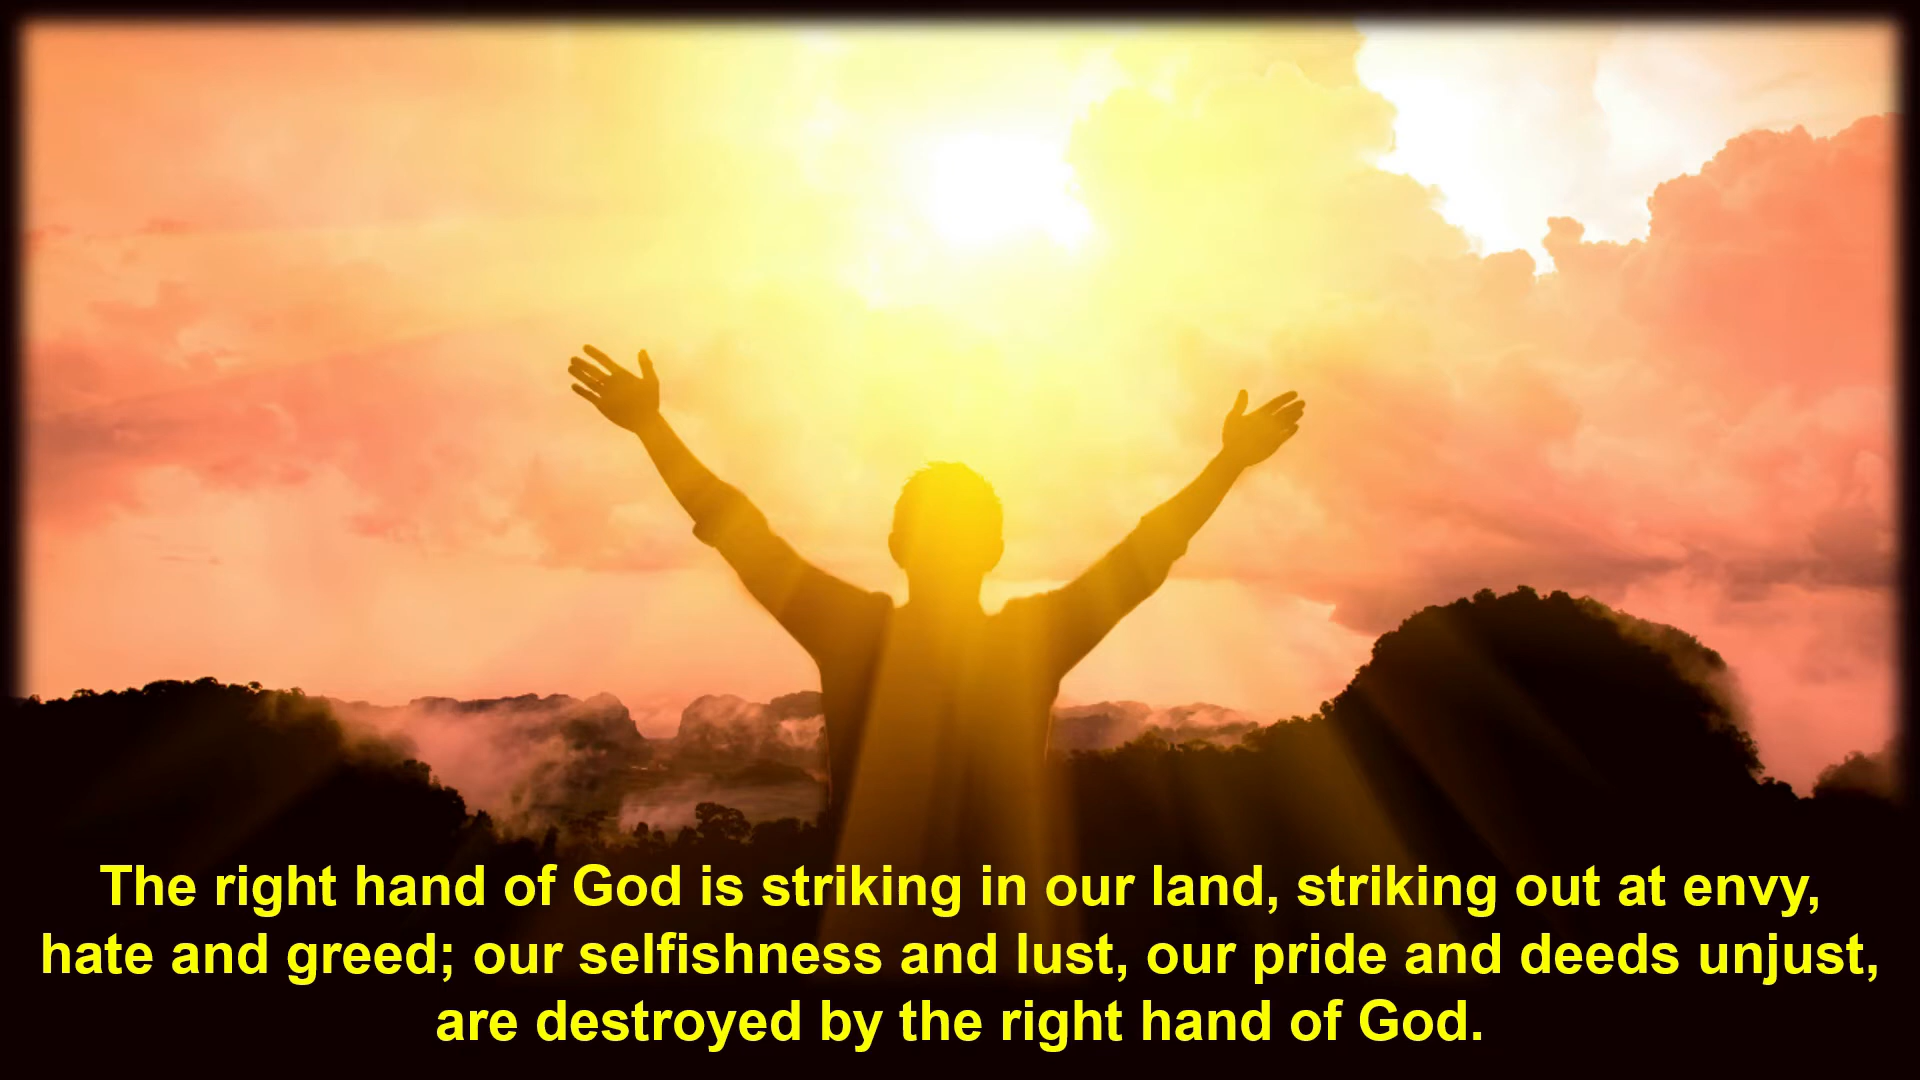 The right hand of God is striking in our land, striking out at envy,
hate and greed; our selfishness and lust, our pride and deeds unjust,
are destroyed by the right hand of God.